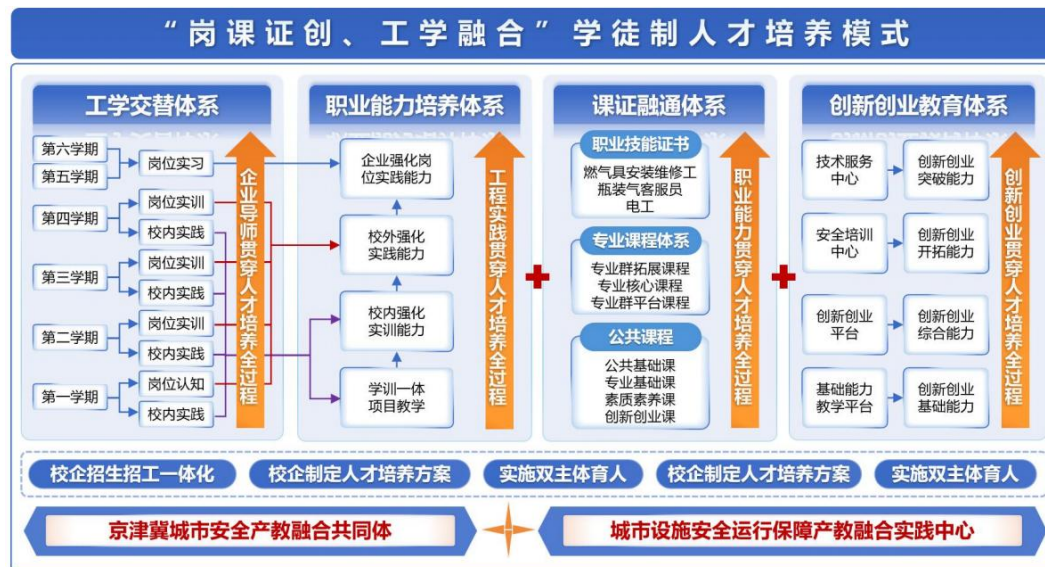 “岗课证创、工学融合”学徒制人才培养模式
工学交替体系
第六学期
第五学期
岗位实习
第四学期
岗位实训
校内实践
第三学期
岗位实训
校内实践
第二学期
岗位实训
校内实践
第一学期
岗位认知
校内实践
企业导师贯穿人才培养全过程
职业能力培养体系
企业强化岗
位实践能力
校外强化
实践能力
校内强化
实训能力
学训一体
项目教学
工程实践贯穿人才培养全过程
课证融通体系
职业技能证书
燃气具安装维修工
瓶装气客服员
电工
专业课程体系
专业群拓展课程
专业核心课程
专业群平台课程
公共课程
公共基础课
专业基础课
素质素养课
创新创业课
职业能力贯穿人才培养全过程
创新创业教育体系
技术服务
中心
创新创业
突破能力
安全培训
中心
创新创业
开拓能力
创新创业
平台
创新创业
综合能力
基础能力
教学平台
创新创业
基础能力
创新创业贯穿人才培养全过程
校企招生招工一体化
校企制定人才培养方案
实施双主体育人
校企制定人才培养方案
实施双主体育人
京津冀城市安全产教融合共同体
城市设施安全运行保障产教融合实践中心